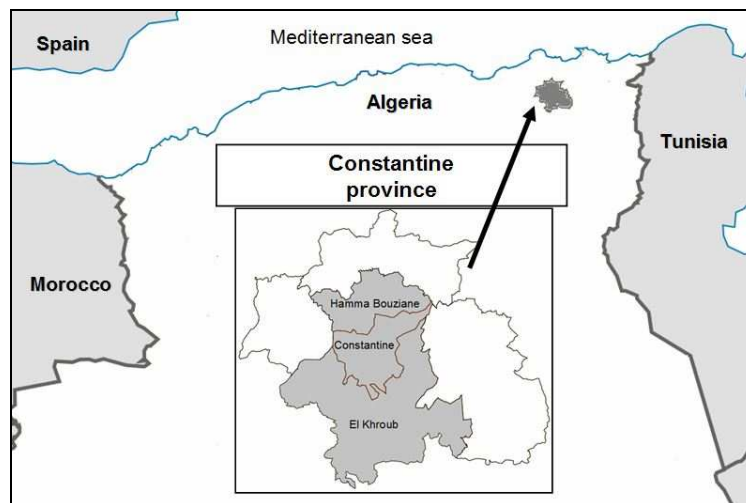 Spain
Mediterranean sea
Algeria
Tunisia
Constantine
province
Morocco
Hamma Bouziane
Constantine
El Khroub